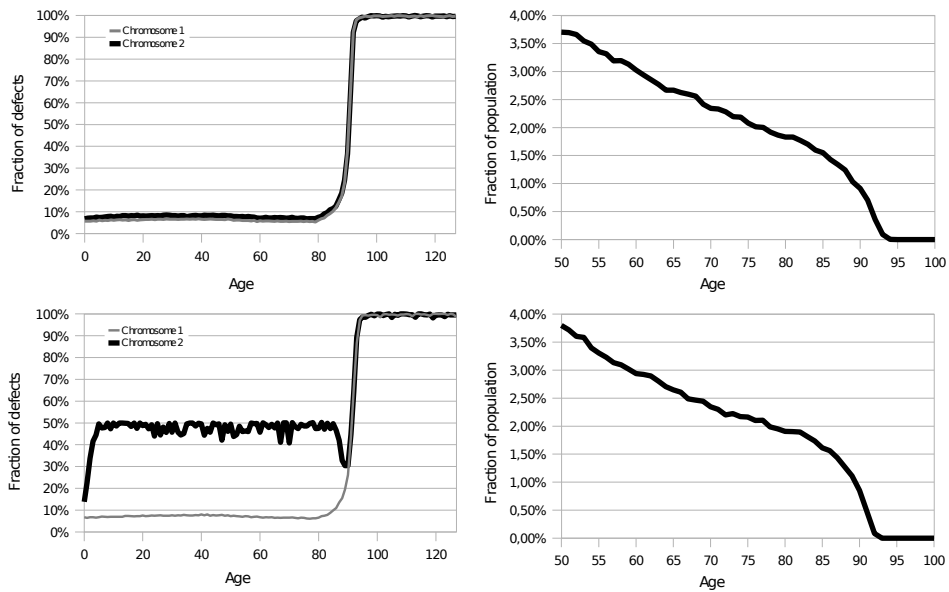 100%
90%
80%
70%
60%
50%
40%
30%
20%
10%
0%
Fraction of defects
Chromosome 1
Chromosome 2
0 20 40 60 80 100 120
Age
4,00%
3,50%
3,00%
2,50%
2,00%
1,50%
1,00%
0,50%
0,00%
Fraction of population
50 55 60 65 70 75 80 85 90 95 100
Age
100%
90%
80%
70%
60%
50%
40%
30%
20%
10%
0%
Fraction of defects
Chromosome 1
Chromosome 2
0 20 40 60 80 100 120
Age
4,00%
3,50%
3,00%
2,50%
2,00%
1,50%
1,00%
0,50%
0,00%
Fraction of population
50 55 60 65 70 75 80 85 90 95 100
Age